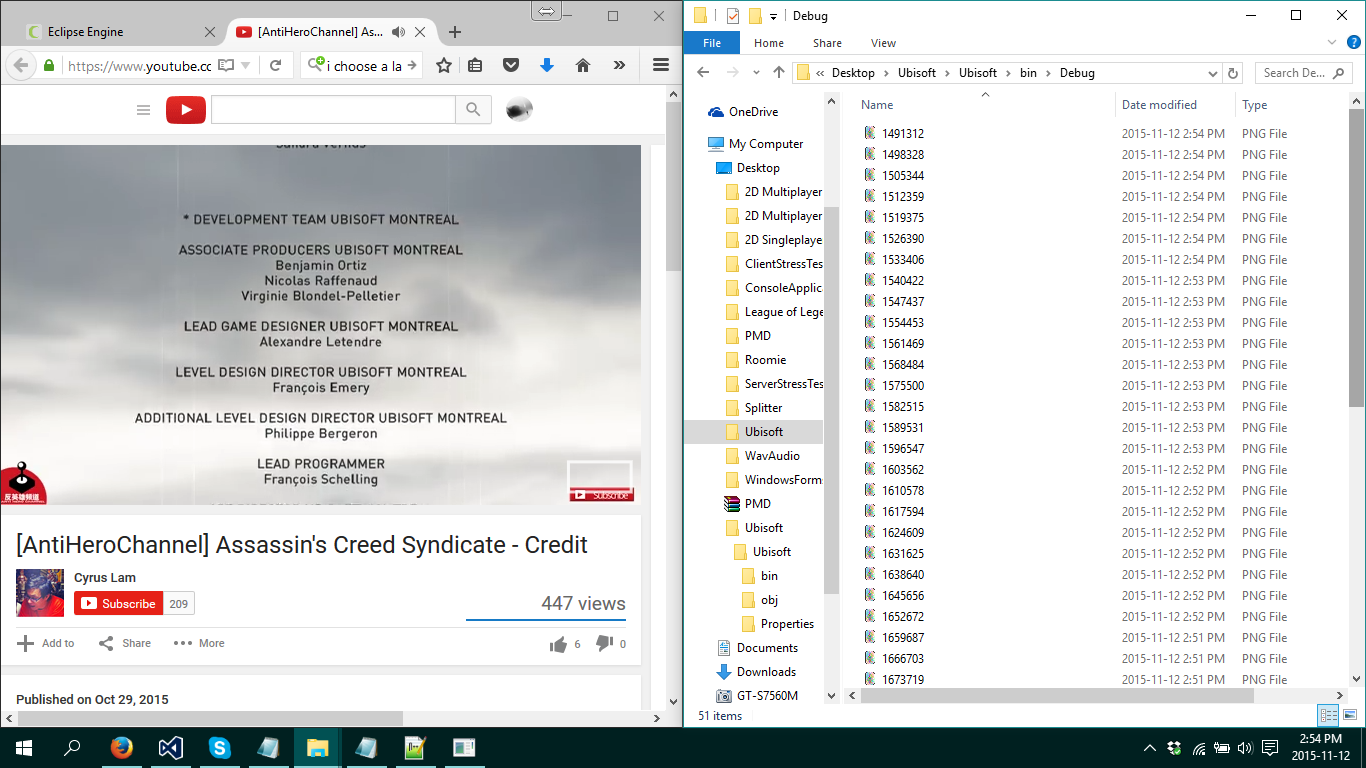 Eclipse Engine
[AntiHeroChannel] As...
https://www.youtube.cc
i choose a la
* DEVELOPMENT TEAM UBISOFT MONTREAL
ASSOCIATE PRODUCERS UBISOFT MONTREAL
Benjamin Ortiz
Nicolas Raffenaud
Virginie Blondel-Pelletier
LEAD GAME DESIGNER UBISOFT MONTREAL
Alexandre Letendre
LEVEL DESIGN DIRECTOR UBISOFT MONTREAL
François Emery
ADDITIONAL LEVEL DESIGN DIRECTOR UBISOFT MONTREAL
Philippe Bergeron
LEAD PROGRAMMER
François Schelling
反英雄頻道
Subscribe
[AntiHeroChannel] Assassin's Creed Syndicate - Credit
Cyrus Lam
Subscribe 209
447 views
Add to Share More 6 0
Published on Oct 29, 2015
Debug
File Home Share View
« Desktop Ubisoft Ubisoft bin Debug
Search De...
OneDrive
My Computer
Desktop
2D Multiplayer
2D Multiplayer
2D Singleplaye
ClientStressTes
ConsoleApplica
League of Lege
PMD
Roomie
ServerStressTes
Splitter
Ubisoft
WavAudio
WindowsForm
PMD
Ubisoft
Ubisoft
bin
obj
Properties
Documents
Downloads
GT-S7560M
Name Date modified Type
1491312 2015-11-12 2:54 PM PNG File
1498328 2015-11-12 2:54 PM PNG File
1505344 2015-11-12 2:54 PM PNG File
1512359 2015-11-12 2:54 PM PNG File
1519375 2015-11-12 2:54 PM PNG File
1526390 2015-11-12 2:54 PM PNG File
1533406 2015-11-12 2:54 PM PNG File
1540422 2015-11-12 2:53 PM PNG File
1547437 2015-11-12 2:53 PM PNG File
1554453 2015-11-12 2:53 PM PNG File
1561469 2015-11-12 2:53 PM PNG File
1568484 2015-11-12 2:53 PM PNG File
1575500 2015-11-12 2:53 PM PNG File
1582515 2015-11-12 2:53 PM PNG File
1589531 2015-11-12 2:53 PM PNG File
1596547 2015-11-12 2:53 PM PNG File
1603562 2015-11-12 2:52 PM PNG File
1610578 2015-11-12 2:52 PM PNG File
1617594 2015-11-12 2:52 PM PNG File
1624609 2015-11-12 2:52 PM PNG File
1631625 2015-11-12 2:52 PM PNG File
1638640 2015-11-12 2:52 PM PNG File
1645656 2015-11-12 2:52 PM PNG File
1652672 2015-11-12 2:52 PM PNG File
1659687 2015-11-12 2:51 PM PNG File
1666703 2015-11-12 2:51 PM PNG File
1673719 2015-11-12 2:51 PM PNG File
51 items
2:54 PM
2015-11-12